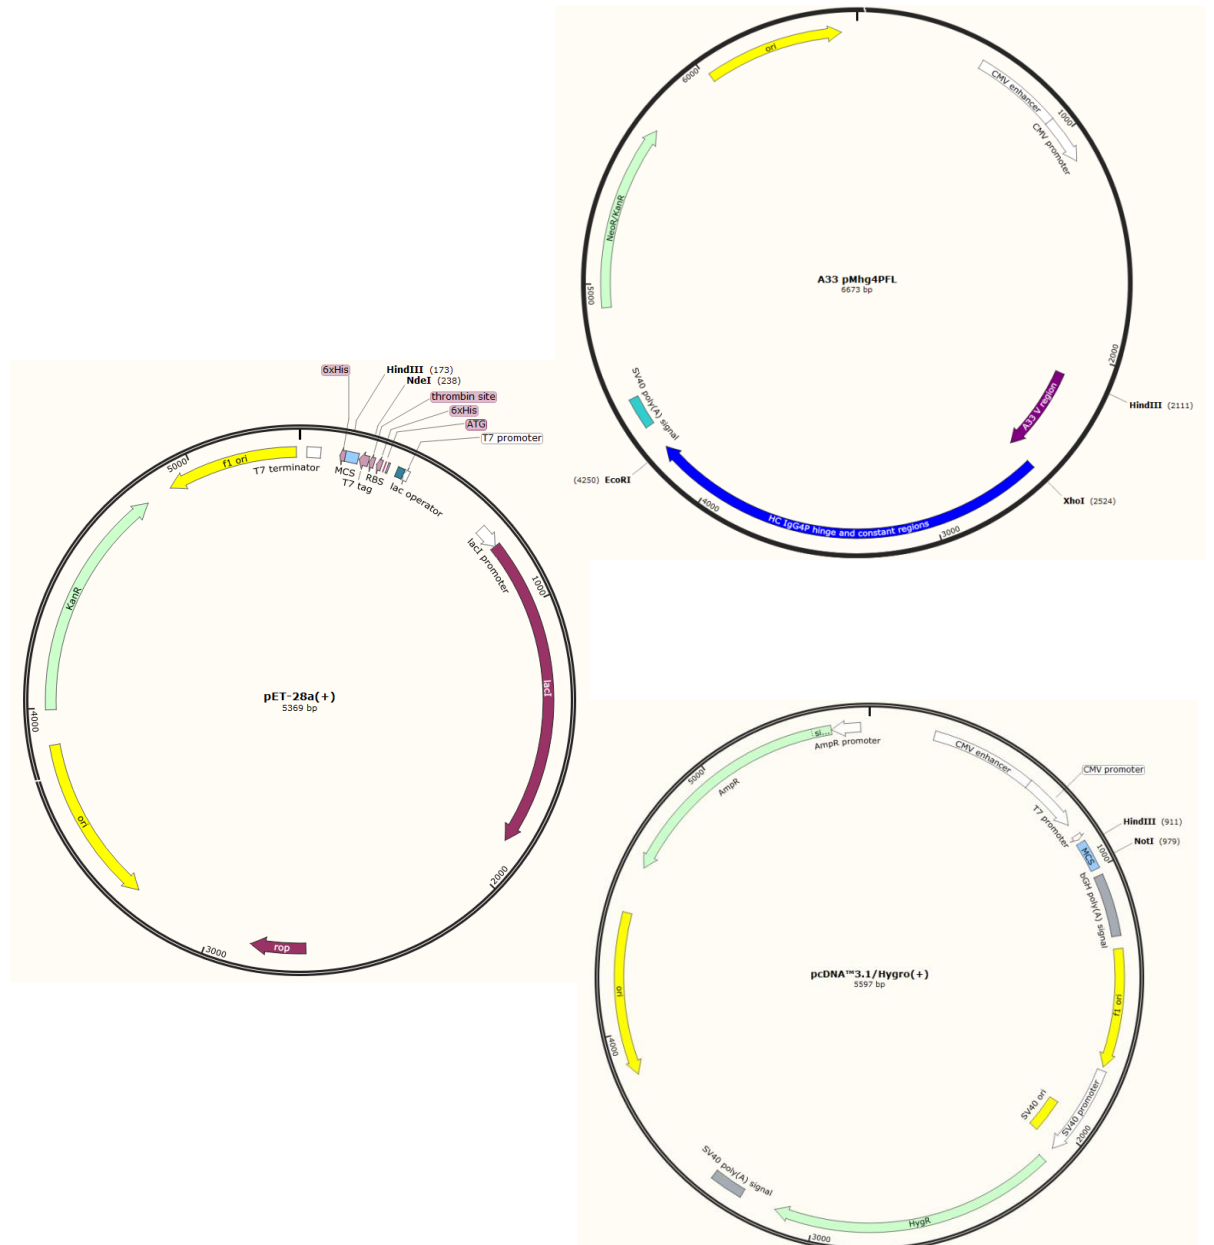 ori
6000
CMV enhancer
1000
CMV promoter
NeoR/KanR
A33 pMhg4PFL
6673 bp
5000
2000
A33 V region
HindIII (2111)
SV40 poly(A) signal
(4250) EcoRI
4000
HC IgG4P hinge and constant regions
3000
XhoI (2524)
6xHis
HindIII (173)
NdeI (238)
thrombin site
6xHis
ATG
T7 promoter
5000
f1 ori
T7 terminator
MCS
T7 tag
RBS
lac operator
lacI promoter
1000
KanR
pET-28a(+)
5369 bp
lacI
4000
ori
2000
rop
3000
AmpR promoter
si...
CMV enhancer
CMV promoter
5000
AmpR
T7 promoter
HindIII (911)
NotI (979)
1000
MCS
bGH poly(A) signal
pcDNA™3.1/Hygro(+)
5597 bp
ori
f1 ori
4000
SV40 ori
SV40 promoter
2000
SV40 poly(A) signal
HygR
3000